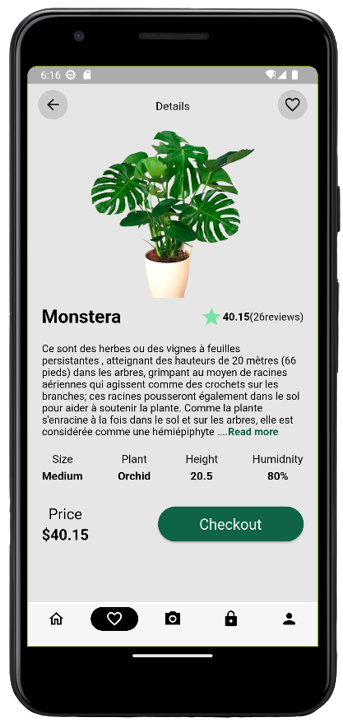 6:16
Details
Monstera
40.15(26reviews)
Ce sont des herbes ou des vignes à feuilles
persistantes , atteignant des hauteurs de 20 mètres (66
pieds) dans les arbres, grimpant au moyen de racines
aériennes qui agissent comme des crochets sur les
branches; ces racines pousseront également dans le sol
pour aider à soutenir la plante. Comme la plante
s'enracine à la fois dans le sol et sur les arbres, elle est
considérée comme une hémiépiphyte ....Read more
Size Plant Height Humidnity
Medium Orchid 20.5 80%
Price
$40.15
Checkout